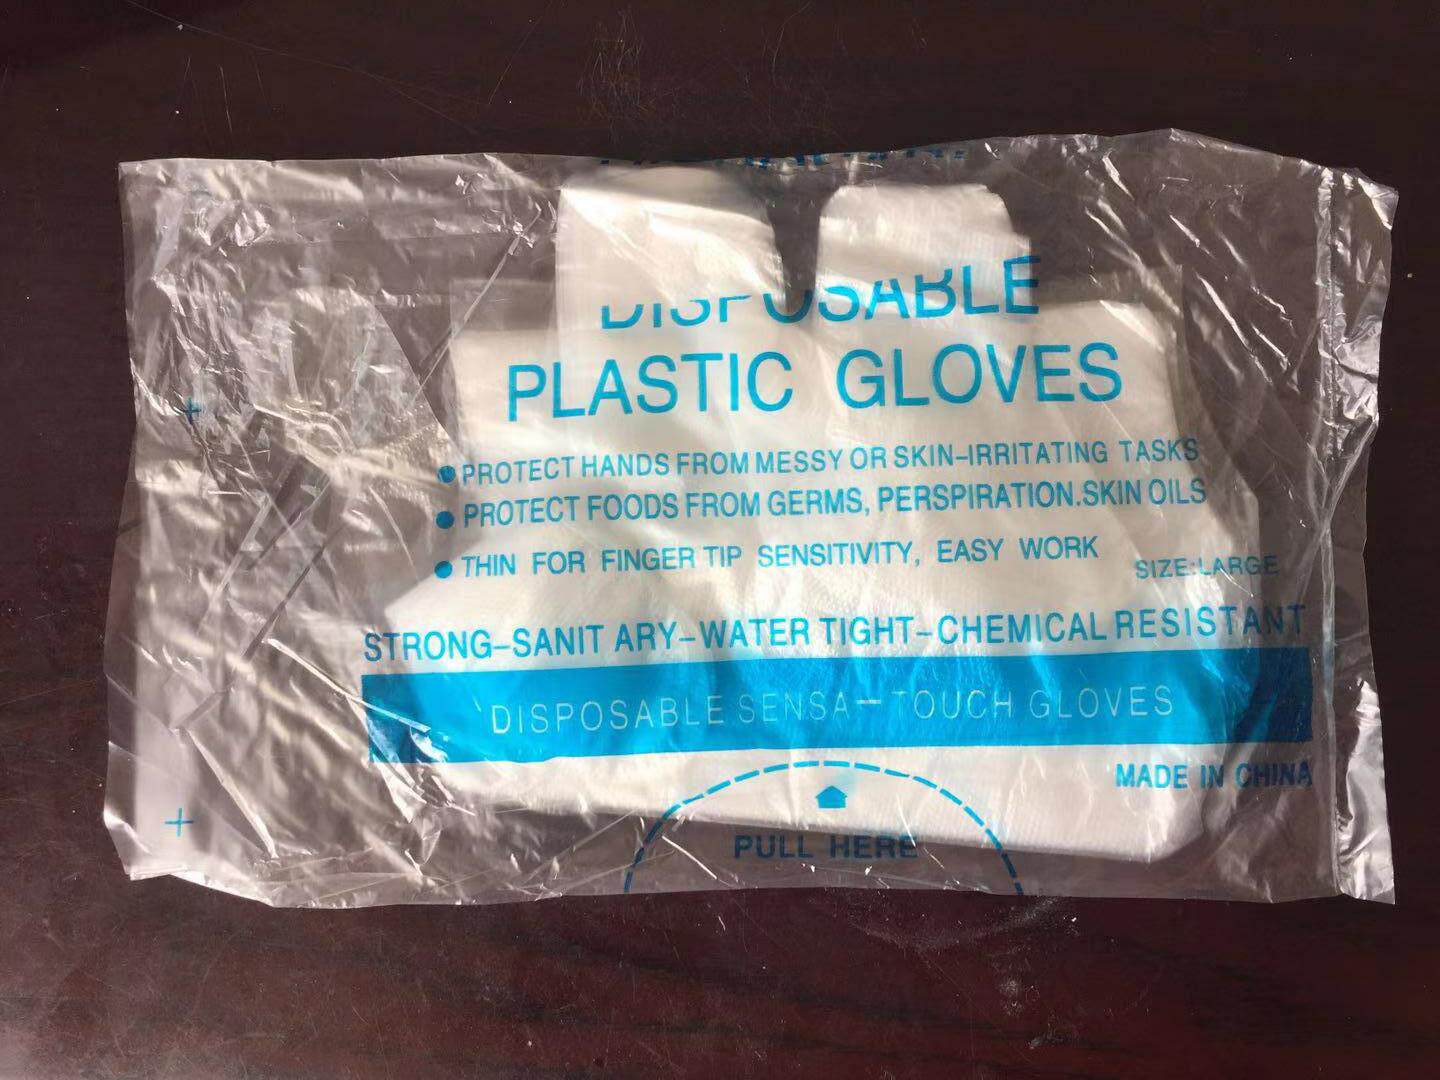 DISPOSABLE
PLASTIC GLOVES
●PROTECT HANDS FROM MESSY OR SKIN-IRRITATING TASKS
●PROTECT FOODS FROM GERMS, PERSPIRATION.SKIN OILS
●THIN FOR FINGER TIP SENSITIVITY, EASY WORK
SIZE:LARGE
STRONG-SANIT ARY-WATER TIGHT-CHEMICAL RESISTANT
DISPOSABLE SENSA-TOUCH GLOVES
MADE IN CHINA
PULL HERE